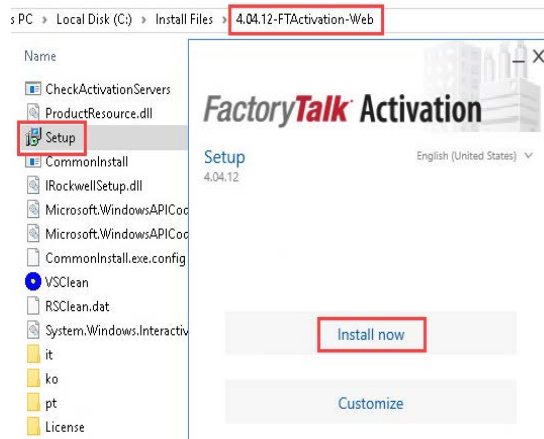 s PC > Local Disk (C:) > Install Files > 4.04.12-FTActivation-Web
Name
CheckActivationServers
ProductResource.dll
Setup
CommonInstall
IRockwellSetup.dll
Microsoft.WindowsAPICod
Microsoft.WindowsAPICod
CommonInstall.exe.config
VSClean
RSClean.dat
System.Windows.Interactiv
it
ko
pt
License
FactoryTalk Activation
Setup
English (United States)
4.04.12
Install now
Customize